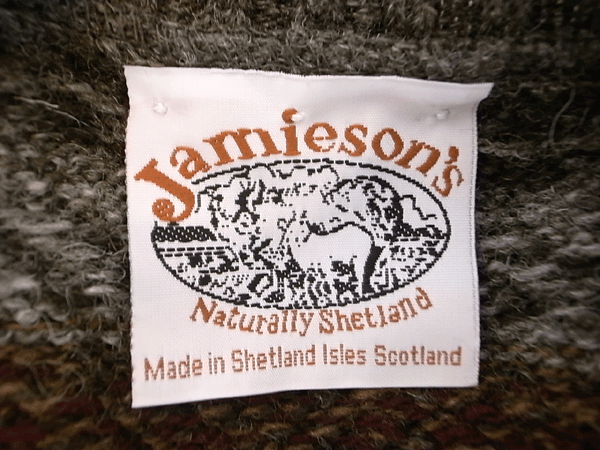 Jamieson's
Naturally Shetland
Made in Shetland Isles Scotland